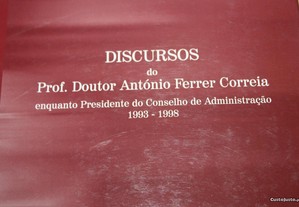 DISCURSOS
do
Prof. Doutor António Ferrer Correia
enquanto Presidente do Conselho de Administração
1993 - 1998